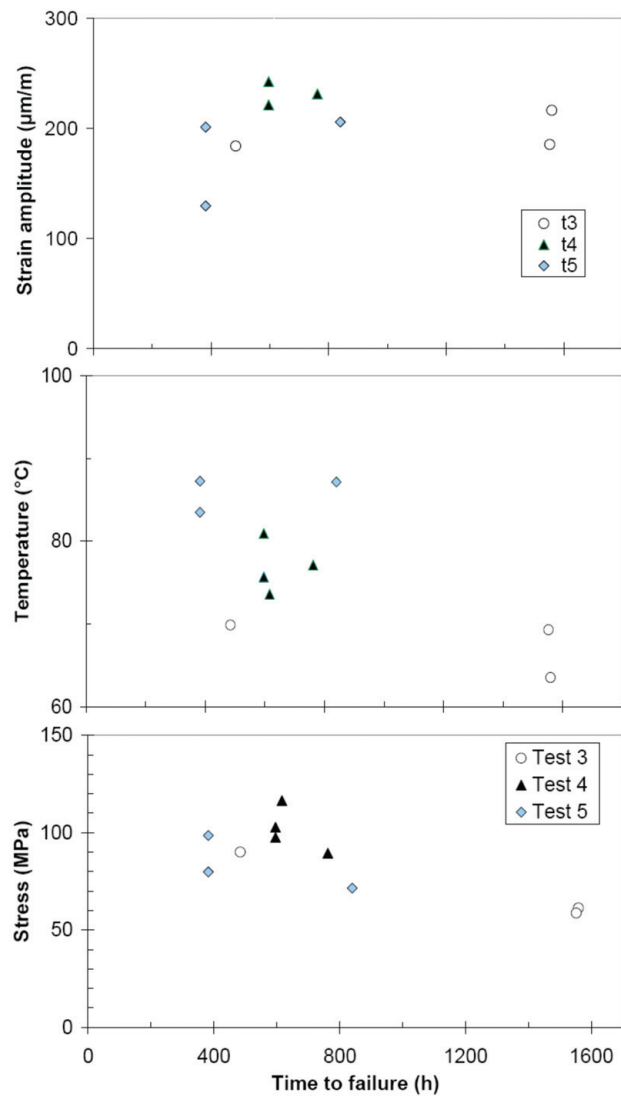 300
200
100
0
Strain amplitude (µm/m)
t3
t4
t5
100
80
60
Temperature (°C)
150
100
50
0
Stress (MPa)
Test 3
Test 4
Test 5
0 400 800 1200 1600
Time to failure (h)